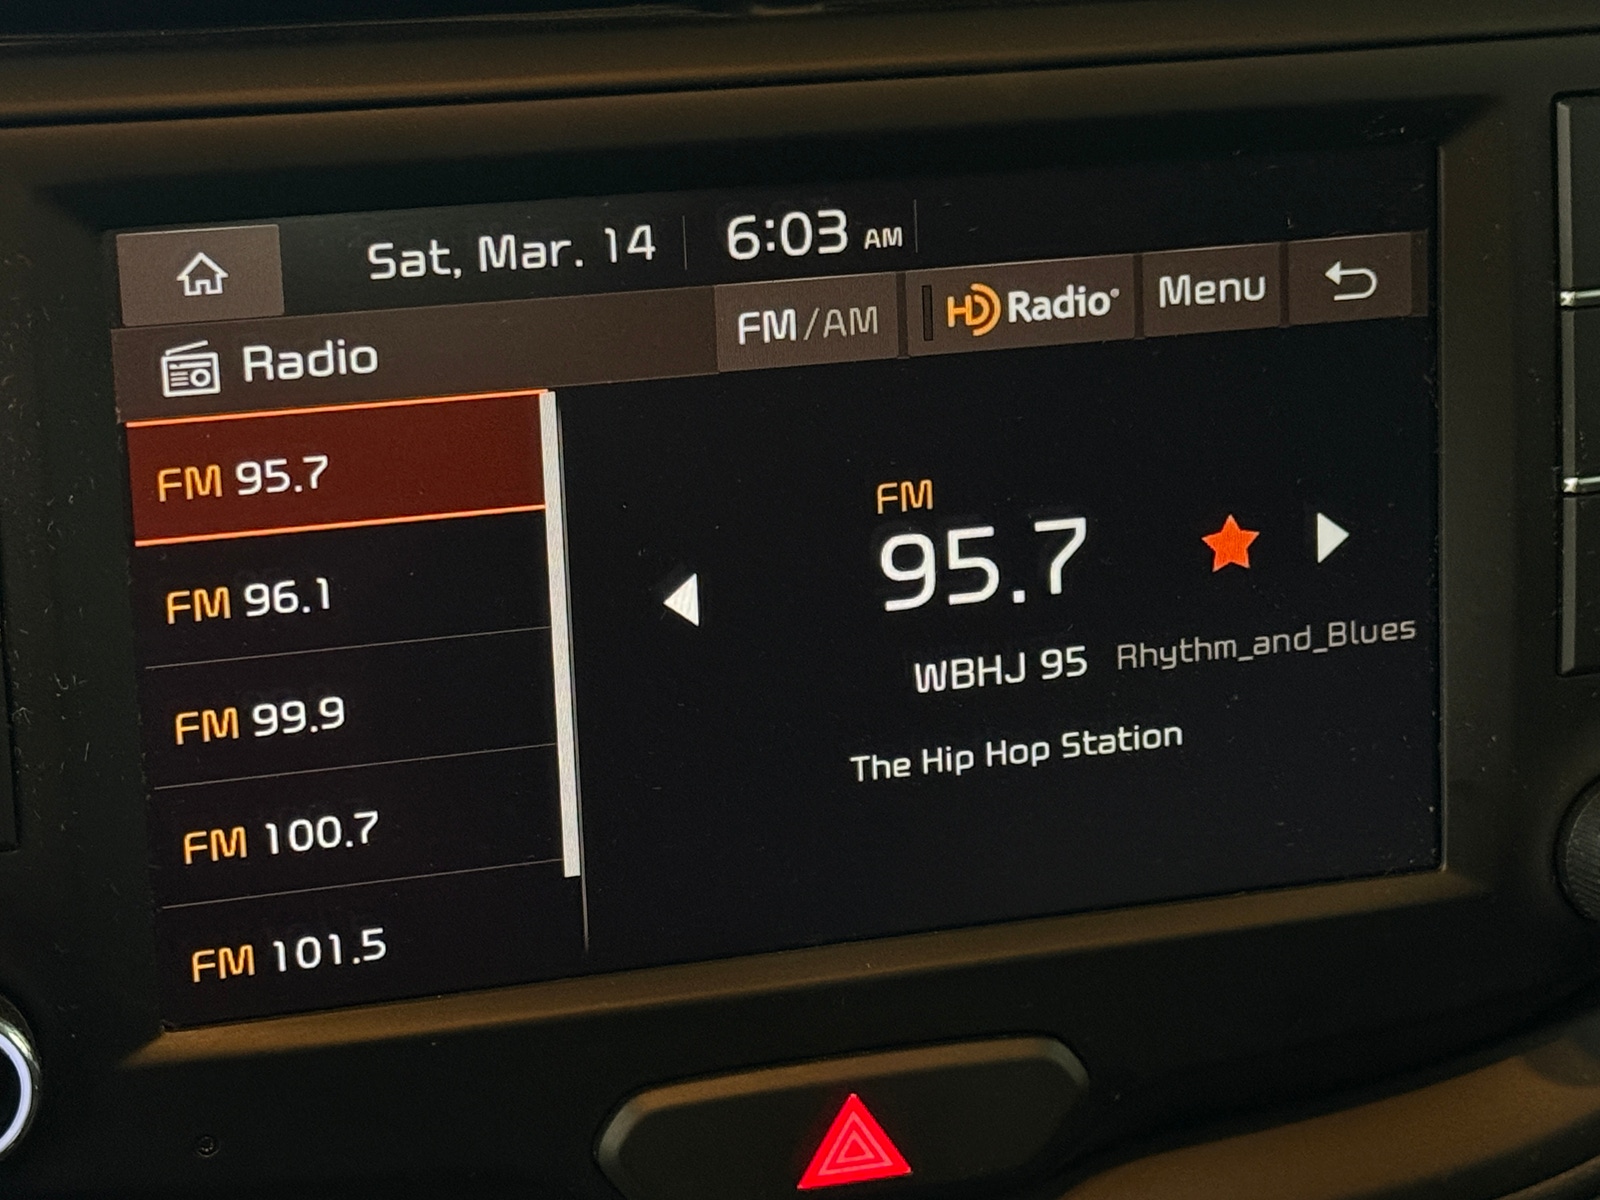 Sat, Mar. 14 6:03 AM
Radio FM/AM HD Radio® Menu
FM 95.7
FM 96.1
FM 99.9
FM 100.7
FM 101.5
FM
95.7
WBHJ 95 Rhythm_and_Blues
The Hip Hop Station